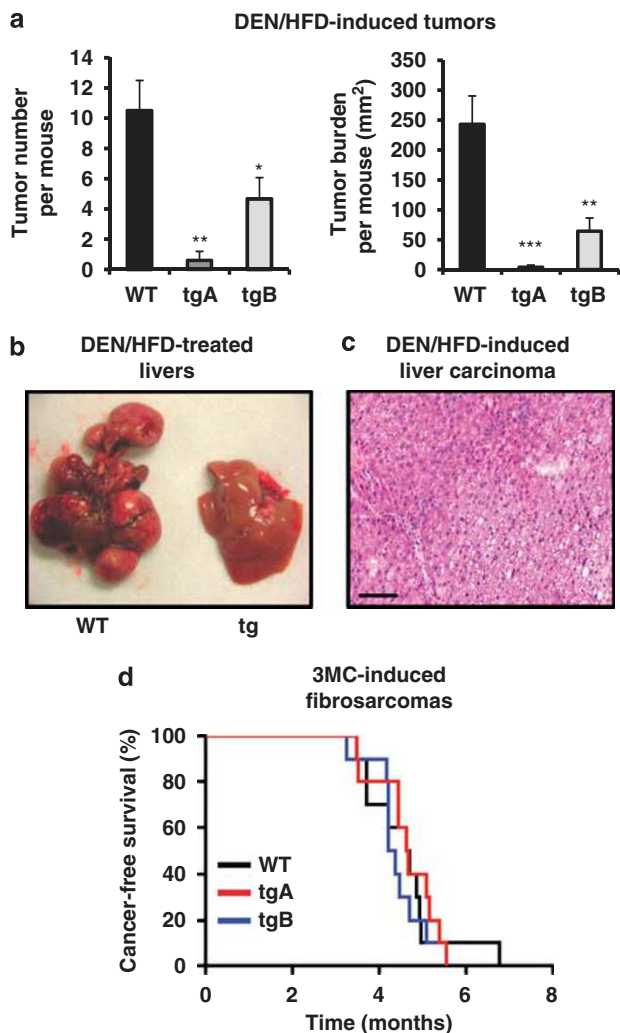 a
DEN/HFD-induced tumors
Tumor number
per mouse
14
12
10
8
6
4
2
0
**
*
WT tgA tgB
Tumor burden
per mouse (mm²)
350
300
250
200
150
100
50
0
***
**
WT tgA tgB
b
DEN/HFD-treated
livers
WT tg
c
DEN/HFD-induced
liver carcinoma
d
3MC-induced
fibrosarcomas
Cancer-free survival (%)
100
80
60
40
20
0
WT
tgA
tgB
0 2 4 6 8
Time (months)